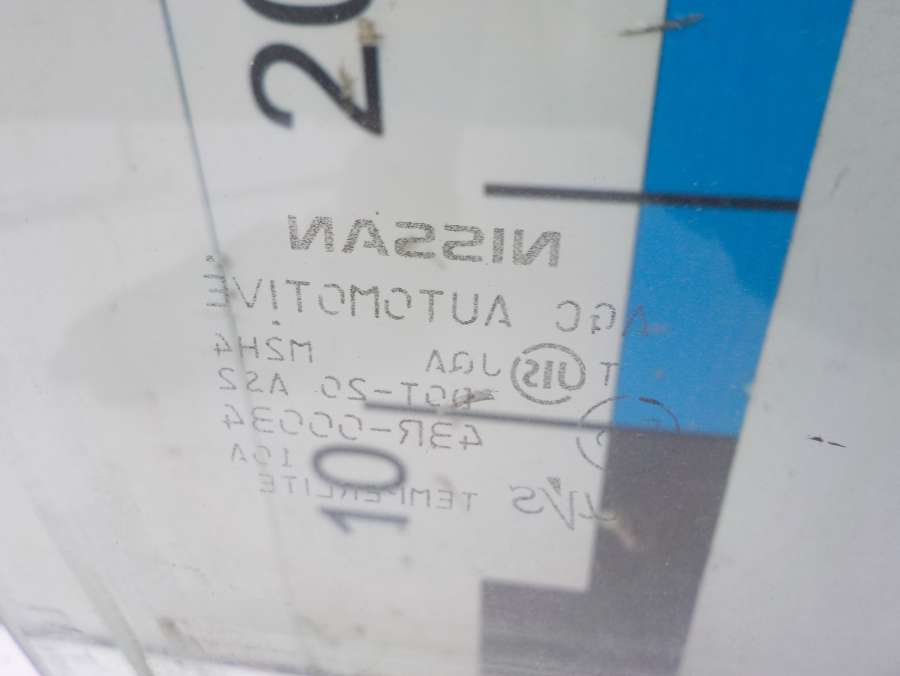 20
NISSAN
AGC AUTOMOTIVE
T JIS JQA M2H4
DOT-20 AS2
43R-00034
10A
10
TEMPERLITE